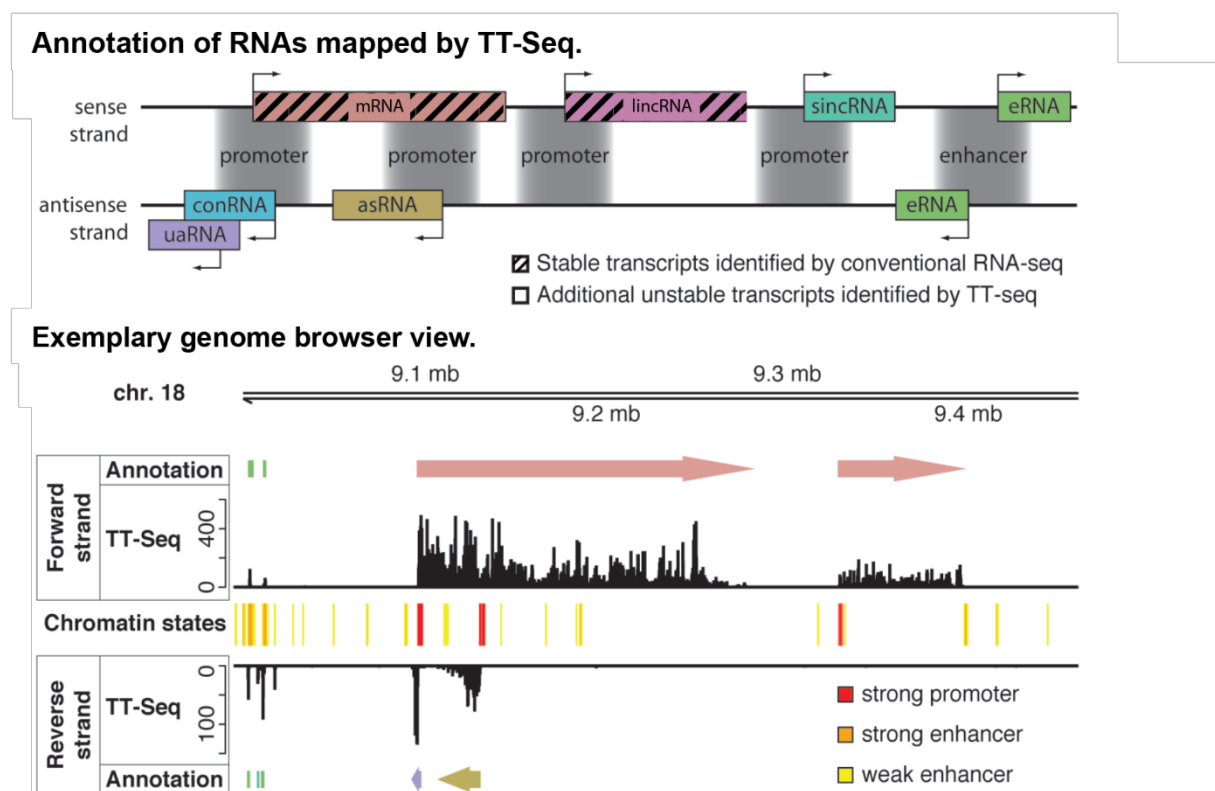 Annotation of RNAs mapped by TT-Seq.
sense
strand
mRNA
lincRNA
sincRNA
eRNA
promoter
promoter
promoter
promoter
enhancer
antisense
strand
conRNA
uaRNA
asRNA
eRNA
Stable transcripts identified by conventional RNA-seq
Additional unstable transcripts identified by TT-seq
Exemplary genome browser view.
chr. 18
9.1 mb
9.3 mb
9.2 mb
9.4 mb
Forward
strand
Annotation
TT-Seq
400
0
Chromatin states
Reverse
strand
TT-Seq
0
100
Annotation
strong promoter
strong enhancer
weak enhancer